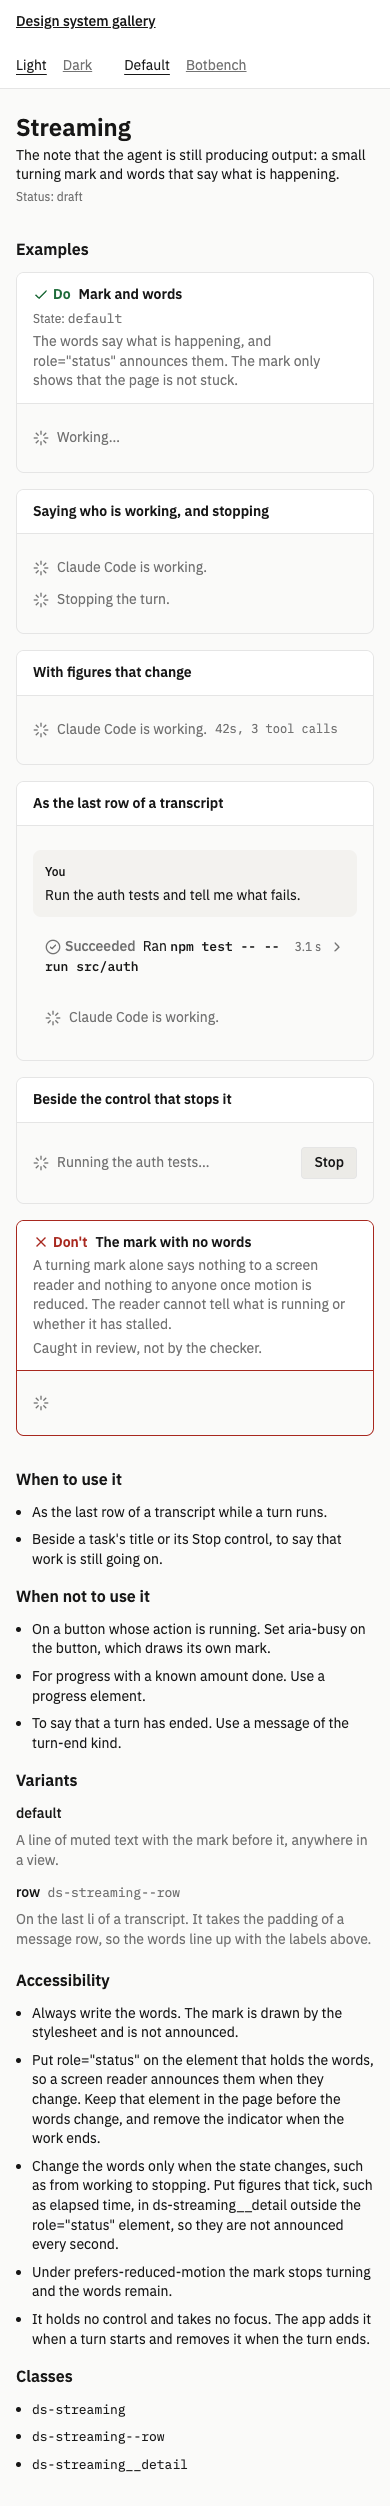 Design system gallery
Light Dark Default Botbench
Streaming
The note that the agent is still producing output: a small
turning mark and words that say what is happening.
Status: draft
Examples
Do Mark and words
State: default
The words say what is happening, and
role="status" announces them. The mark only
shows that the page is not stuck.
Working...
Saying who is working, and stopping
Claude Code is working.
Stopping the turn.
With figures that change
Claude Code is working. 42s, 3 tool calls
As the last row of a transcript
You
Run the auth tests and tell me what fails.
Succeeded Ran npm test -- -- 3.1 s
run src/auth
Claude Code is working.
Beside the control that stops it
Running the auth tests... Stop
Don't The mark with no words
A turning mark alone says nothing to a screen
reader and nothing to anyone once motion is
reduced. The reader cannot tell what is running or
whether it has stalled.
Caught in review, not by the checker.
When to use it
• As the last row of a transcript while a turn runs.
• Beside a task's title or its Stop control, to say that
work is still going on.
When not to use it
• On a button whose action is running. Set aria-busy on
the button, which draws its own mark.
• For progress with a known amount done. Use a
progress element.
• To say that a turn has ended. Use a message of the
turn-end kind.
Variants
default
A line of muted text with the mark before it, anywhere in
a view.
row ds-streaming--row
On the last li of a transcript. It takes the padding of a
message row, so the words line up with the labels above.
Accessibility
• Always write the words. The mark is drawn by the
stylesheet and is not announced.
• Put role="status" on the element that holds the words,
so a screen reader announces them when they
change. Keep that element in the page before the
words change, and remove the indicator when the
work ends.
• Change the words only when the state changes, such
as from working to stopping. Put figures that tick, such
as elapsed time, in ds-streaming__detail outside the
role="status" element, so they are not announced
every second.
• Under prefers-reduced-motion the mark stops turning
and the words remain.
• It holds no control and takes no focus. The app adds it
when a turn starts and removes it when the turn ends.
Classes
• ds-streaming
• ds-streaming--row
• ds-streaming__detail